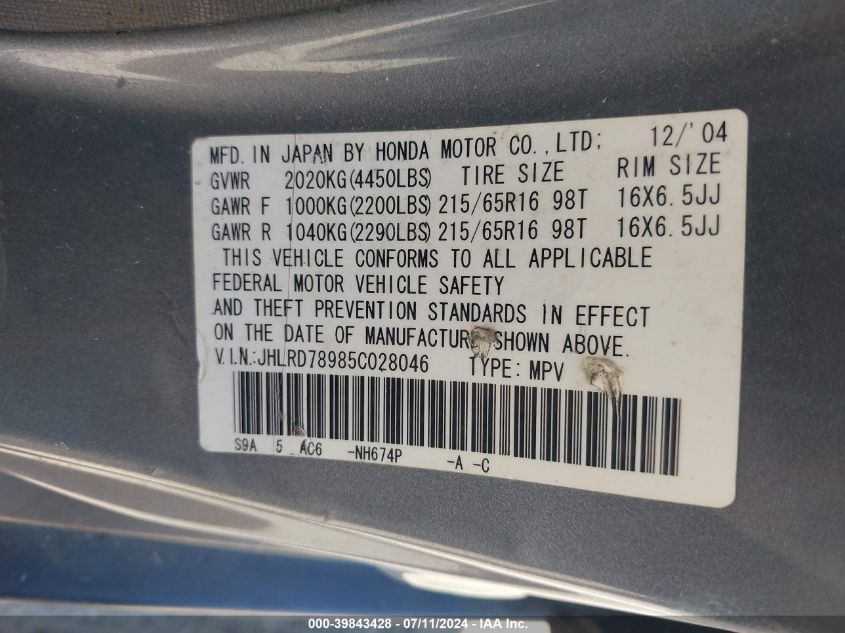 MFD. IN JAPAN BY HONDA MOTOR CO.,LTD; 12/'04
GVWR 2020KG(4450LBS) TIRE SIZE RIM SIZE
GAWR F 1000KG(2200LBS) 215/65R16 98T 16X6.5JJ
GAWR R 1040KG(2290LBS) 215/65R16 98T 16X6.5JJ
THIS VEHICLE CONFORMS TO ALL APPLICABLE
FEDERAL MOTOR VEHICLE SAFETY
AND THEFT PREVENTION STANDARDS IN EFFECT
ON THE DATE OF MANUFACTURE SHOWN ABOVE.
V.I.N.:JHLRD78985C028046 TYPE: MPV
S9A 5 AC6 -NH674P -A -C
000-39843428 - 07/11/2024 - IAA Inc.